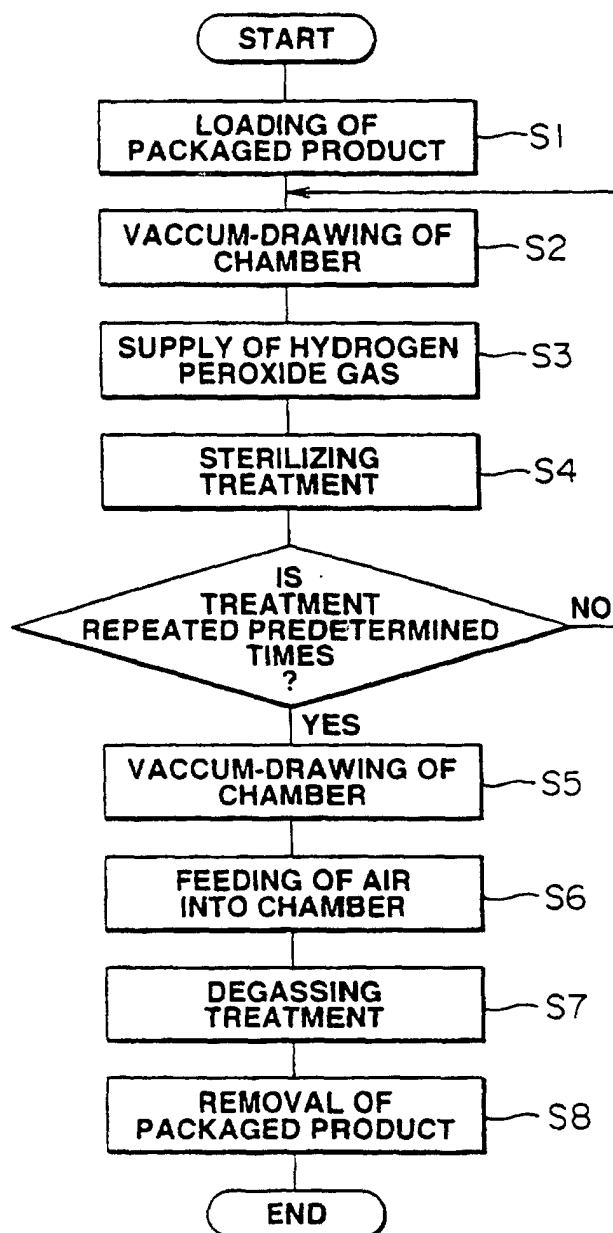 START
LOADING OF
PACKAGED PRODUCT
S1
VACCUM-DRAWING OF
CHAMBER
S2
SUPPLY OF HYDROGEN
PEROXIDE GAS
S3
STERILIZING
TREATMENT
S4
IS
TREATMENT
REPEATED PREDETERMINED
TIMES
?
NO
YES
VACCUM-DRAWING OF
CHAMBER
S5
FEEDING OF AIR
INTO CHAMBER
S6
DEGASSING
TREATMENT
S7
REMOVAL OF
PACKAGED PRODUCT
S8
END